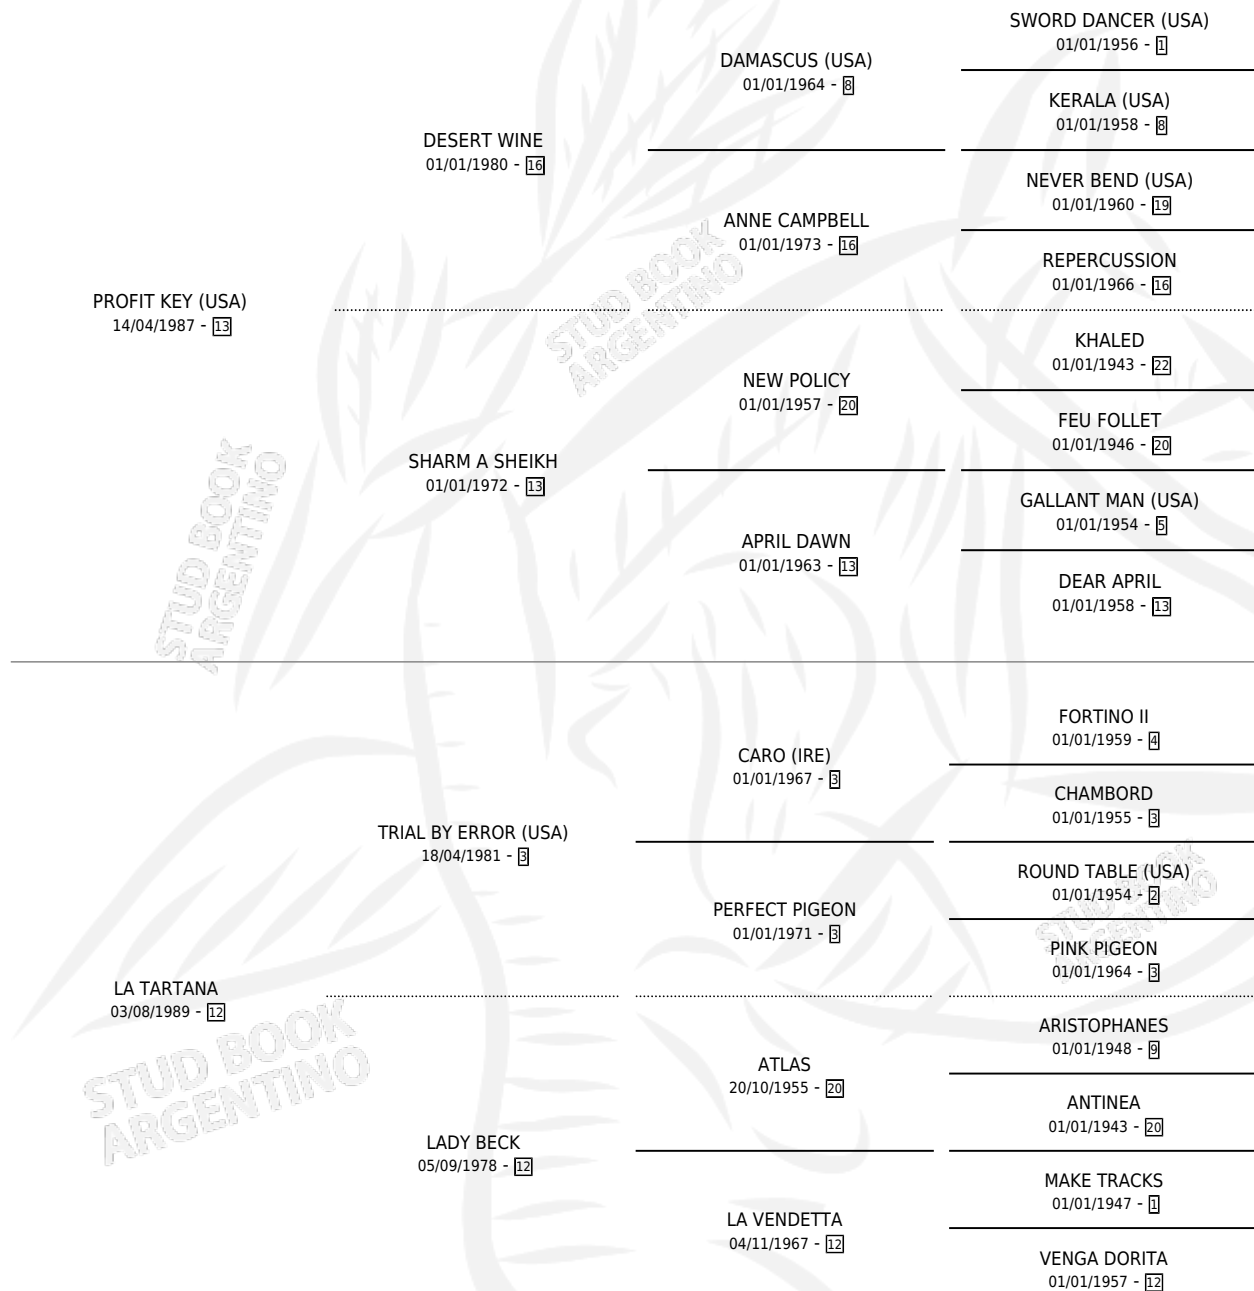 SWORD DANCER (USA)
01/01/1956 - 1
DAMASCUS (USA)
01/01/1964 - 8
KERALA (USA)
01/01/1958 - 8
DESERT WINE
01/01/1980 - 16
NEVER BEND (USA)
01/01/1960 - 19
ANNE CAMPBELL
01/01/1973 - 16
REPERCUSSION
01/01/1966 - 16
PROFIT KEY (USA)
14/04/1987 - 13
STUD BOOK
ARGENTINO
KHALED
01/01/1943 - 22
NEW POLICY
01/01/1957 - 20
FEU FOLLET
01/01/1946 - 20
SHARM A SHEIKH
01/01/1972 - 13
GALLANT MAN (USA)
01/01/1954 - 5
APRIL DAWN
01/01/1963 - 13
DEAR APRIL
01/01/1958 - 13
STUD BOOK
ARGENTINO
FORTINO II
01/01/1959 - 4
CARO (IRE)
01/01/1967 - 3
CHAMBORD
01/01/1955 - 3
TRIAL BY ERROR (USA)
18/04/1981 - 3
ROUND TABLE (USA)
01/01/1954 - 2
PERFECT PIGEON
01/01/1971 - 3
STUD BOOK
ARGENTINO
PINK PIGEON
01/01/1964 - 3
LA TARTANA
03/08/1989 - 12
STUD BOOK
ARGENTINO
ARISTOPHANES
01/01/1948 - 9
ATLAS
20/10/1955 - 20
ANTINEA
01/01/1943 - 20
LADY BECK
05/09/1978 - 12
MAKE TRACKS
01/01/1947 - 1
LA VENDETTA
04/11/1967 - 12
VENGA DORITA
01/01/1957 - 12